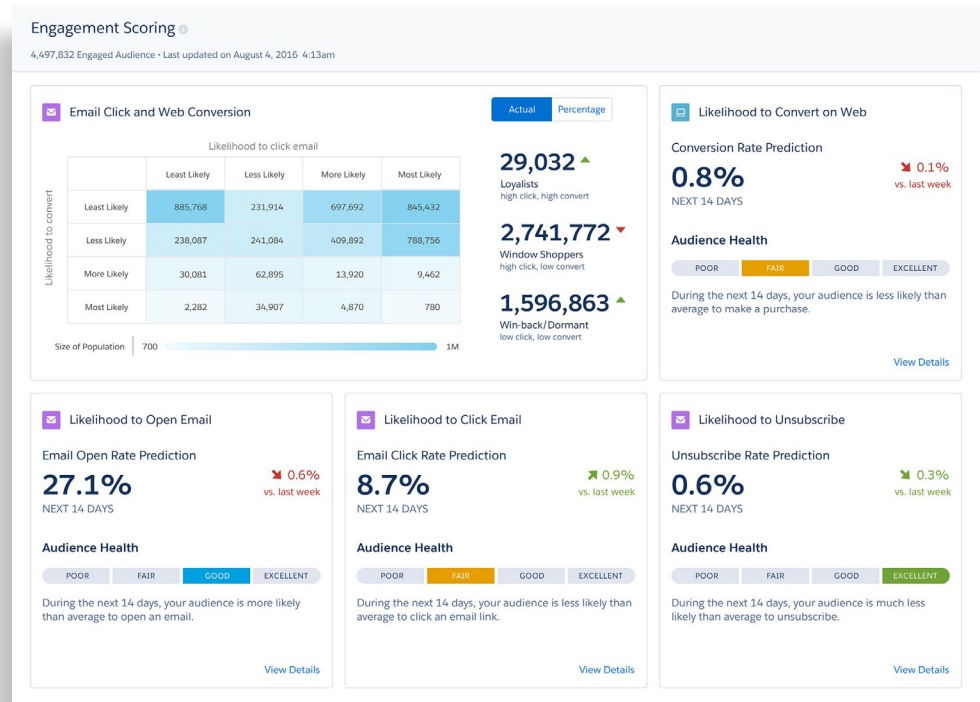 Engagement Scoring
4,497,832 Engaged Audience • Last updated on August 4, 2016 4:13am
Email Click and Web Conversion
Actual Percentage
Likelihood to click email
Least Likely Less Likely More Likely Most Likely
Likelihood to convert
Least Likely 885,768 231,914 697,692 845,432
Less Likely 238,087 241,084 409,892 788,756
More Likely 30,081 62,895 13,920 9,462
Most Likely 2,282 34,907 4,870 780
Size of Population 700 1M
29,032
Loyalists
high click, high convert
2,741,772
Window Shoppers
high click, low convert
1,596,863
Win-back/Dormant
low click, low convert
Likelihood to Convert on Web
Conversion Rate Prediction
0.8% 0.1%
vs. last week
NEXT 14 DAYS
Audience Health
POOR FAIR GOOD EXCELLENT
During the next 14 days, your audience is less likely than
average to make a purchase.
View Details
Likelihood to Open Email
Email Open Rate Prediction
27.1% 0.6%
vs. last week
NEXT 14 DAYS
Audience Health
POOR FAIR GOOD EXCELLENT
During the next 14 days, your audience is more likely
than average to open an email.
View Details
Likelihood to Click Email
Email Click Rate Prediction
8.7% 0.9%
vs. last week
NEXT 14 DAYS
Audience Health
POOR FAIR GOOD EXCELLENT
During the next 14 days, your audience is less likely than
average to click an email link.
View Details
Likelihood to Unsubscribe
Unsubscribe Rate Prediction
0.6% 0.3%
vs. last week
NEXT 14 DAYS
Audience Health
POOR FAIR GOOD EXCELLENT
During the next 14 days, your audience is much less
likely than average to unsubscribe.
View Details